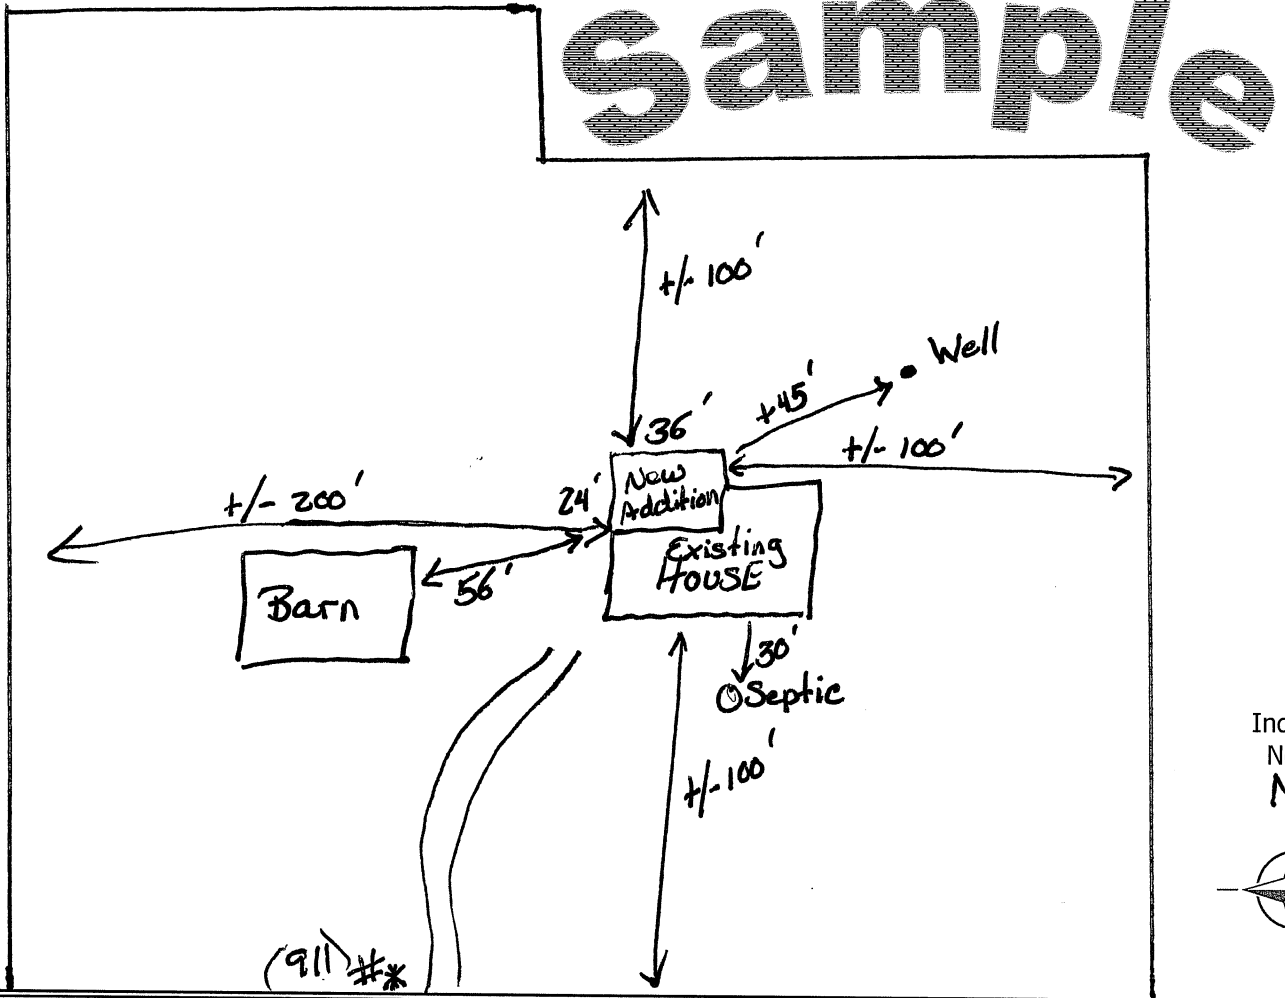 Sample
+/- 100'
Well
+45'
36'
+/- 100'
+/- 200'
24'
New
Addition
Existing
HOUSE
56'
Barn
30'
Septic
+/- 100'
(911) #*